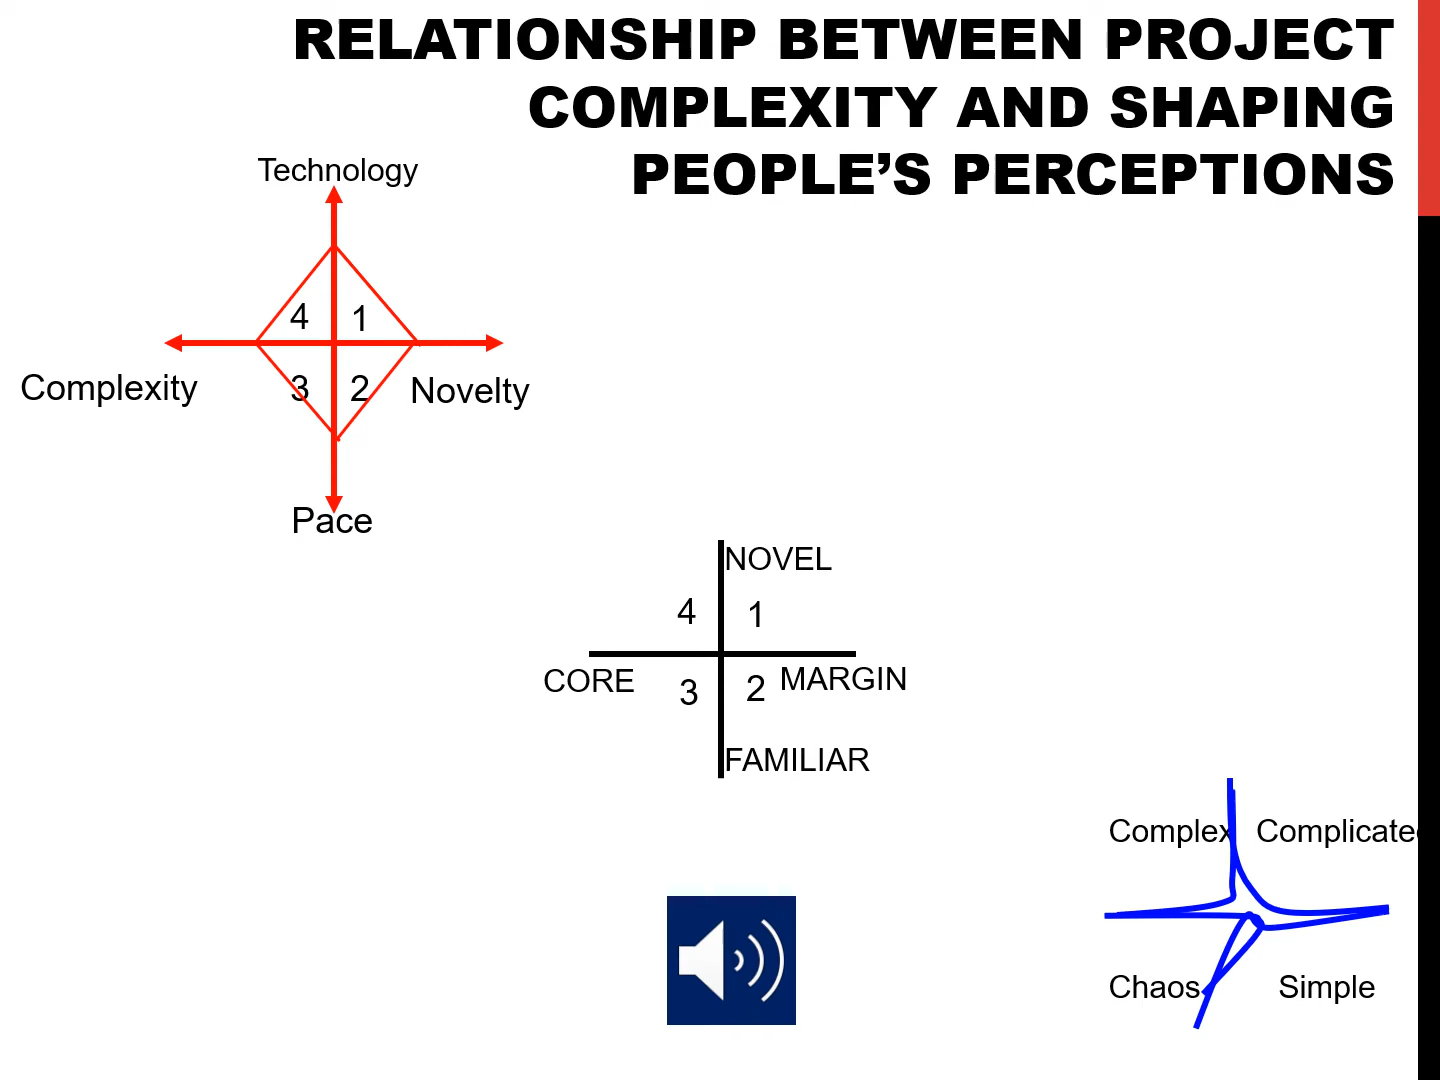 RELATIONSHIP BETWEEN PROJECT
COMPLEXITY AND SHAPING
PEOPLE’S PERCEPTIONS
Technology
4 1
3 2
Complexity Novelty
Pace
NOVEL
4 1
CORE 3 2 MARGIN
FAMILIAR
Complex Complicate
Chaos Simple